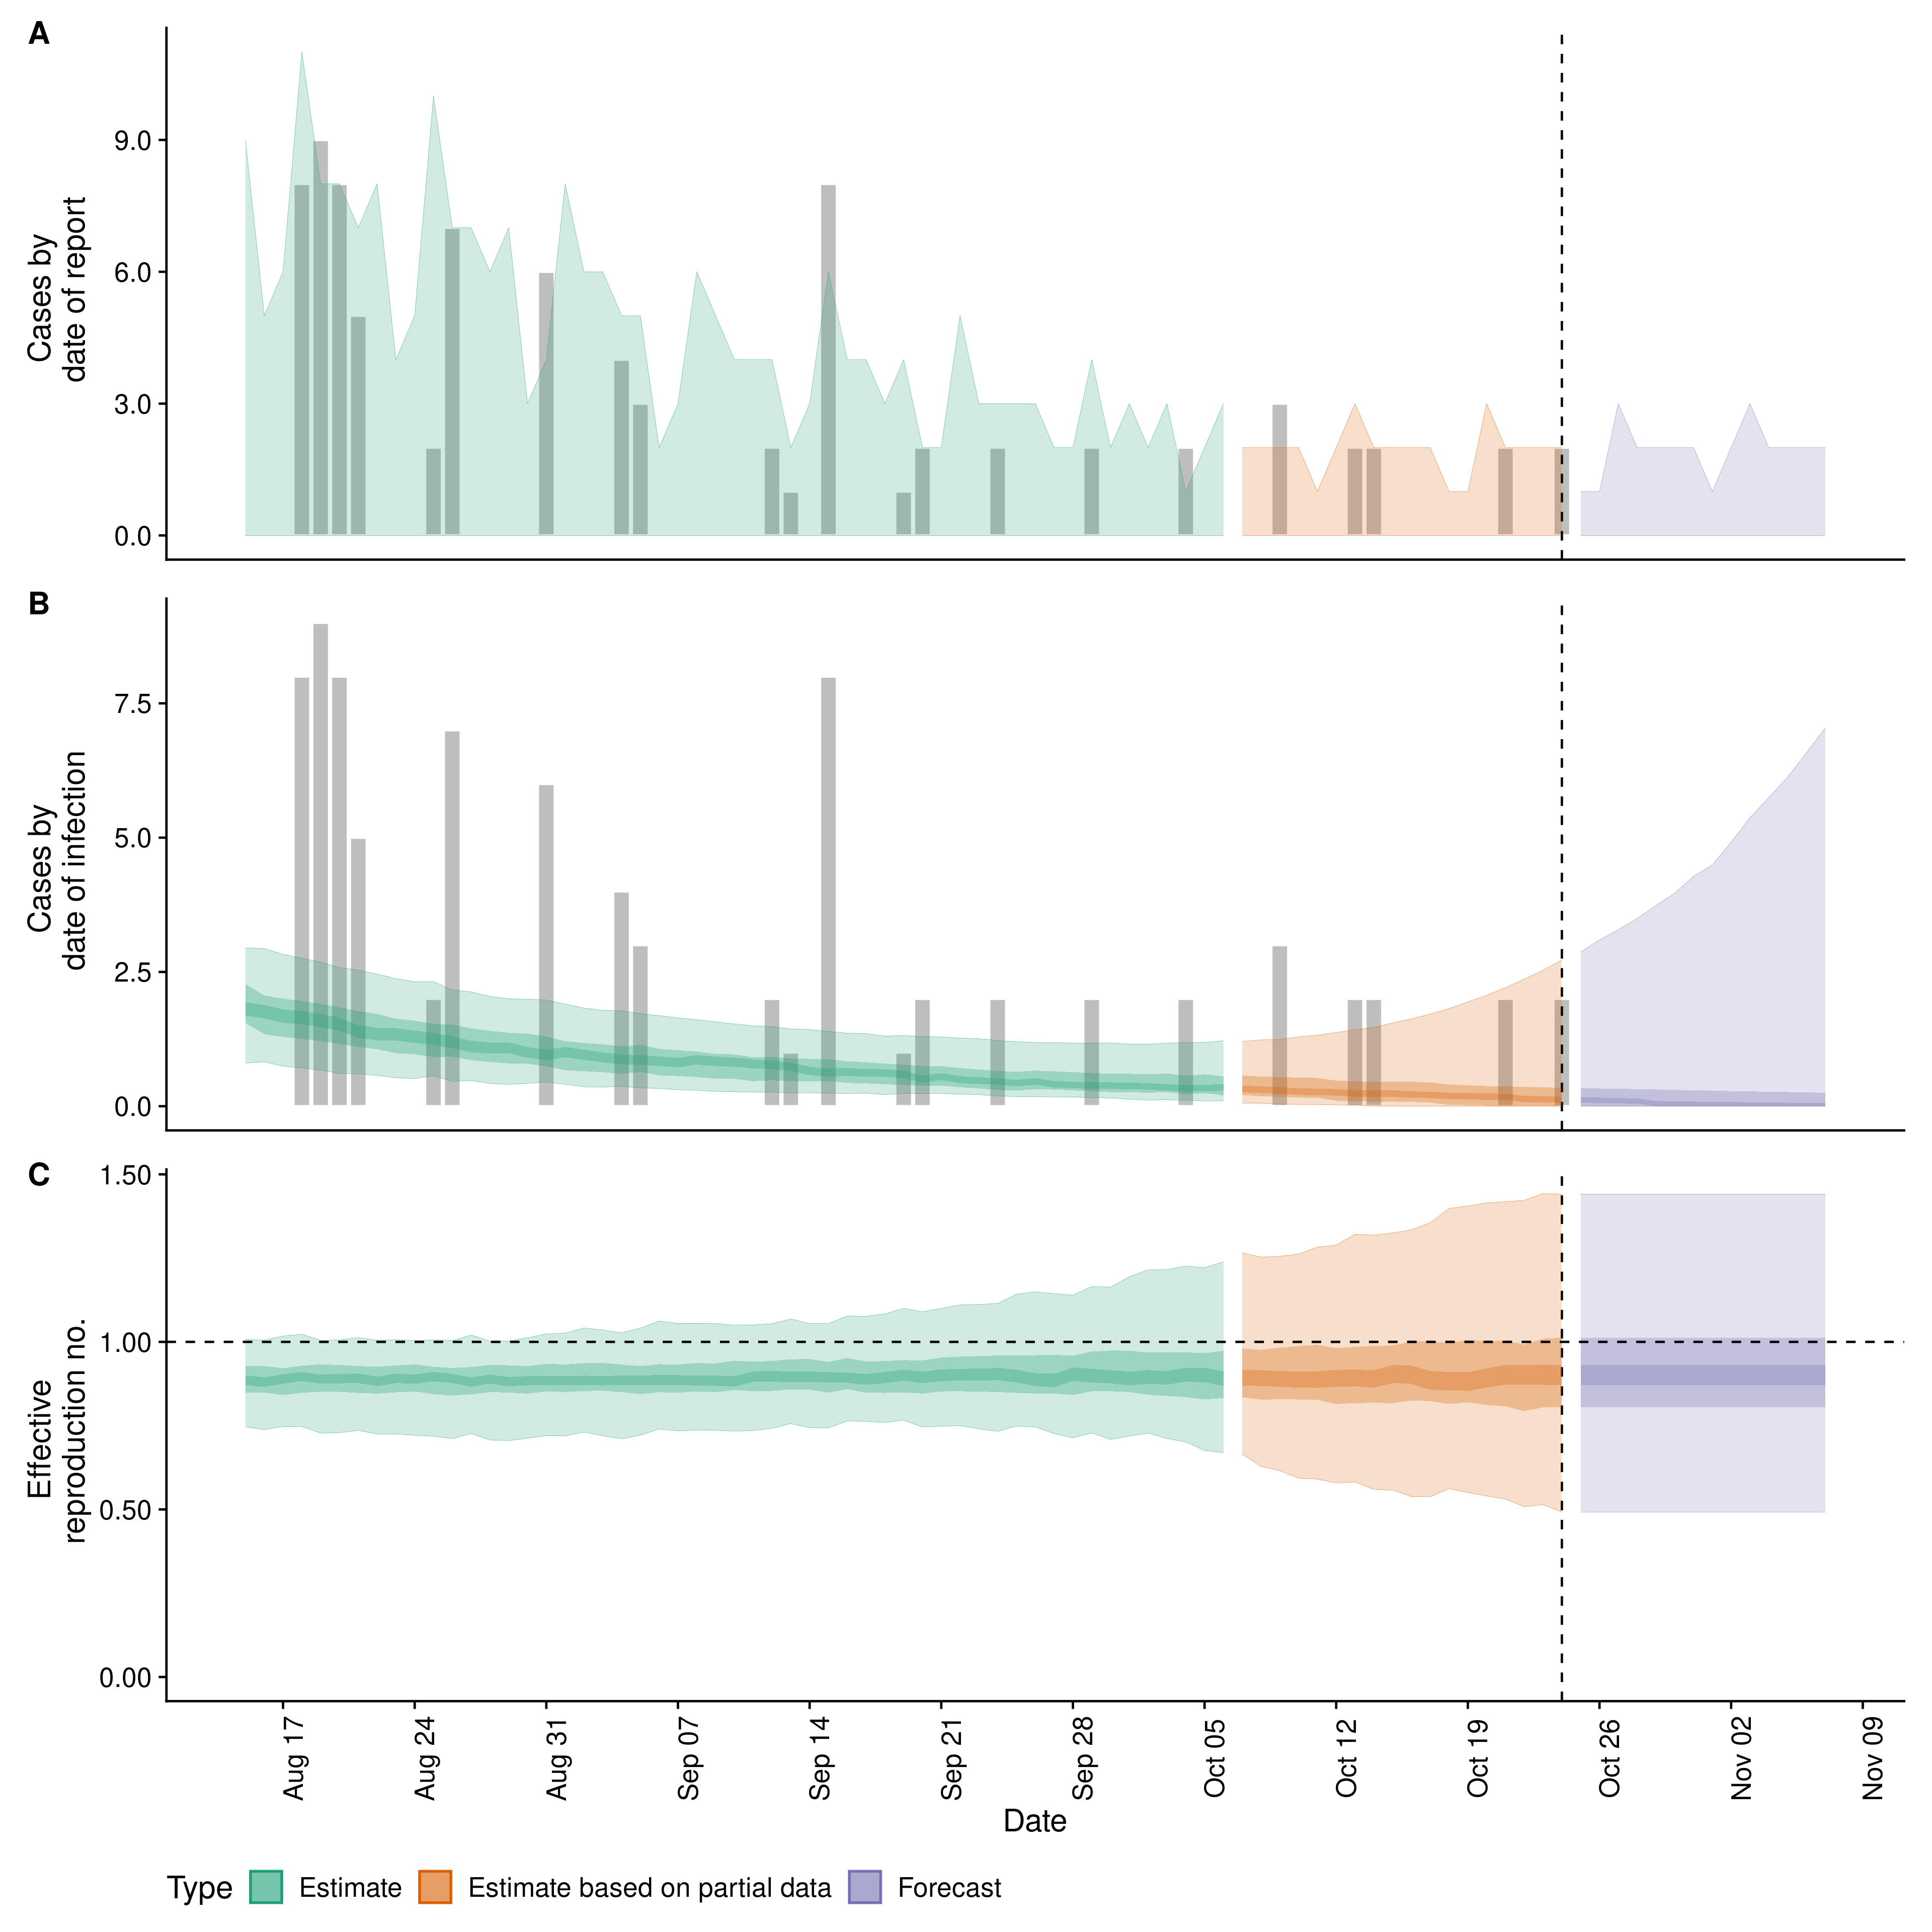 A
Cases by
date of report
9.0
6.0
3.0
0.0
B
Cases by
date of infection
7.5
5.0
2.5
0.0
C
Effective
reproduction no.
1.50
1.00
0.50
0.00
Aug 17
Aug 24
Aug 31
Sep 07
Sep 14
Sep 21
Sep 28
Oct 05
Oct 12
Oct 19
Oct 26
Nov 02
Nov 09
Date
Type Estimate Estimate based on partial data Forecast